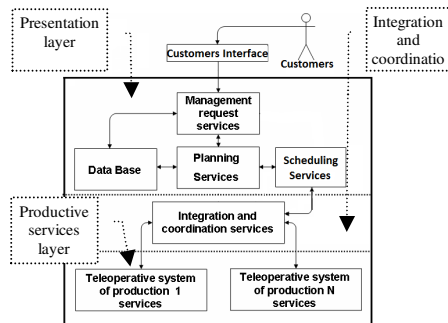 Presentation
layer
Integration
and
coordinatio
Customers Interface
Customers
Management
request
services
Data Base
Planning
Services
Scheduling
Services
Productive
services
layer
Integration and
coordination services
Teleoperative system
of production 1
services
Teleoperative system
of production N
services